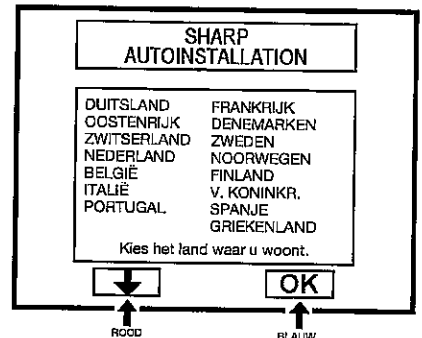 SHARP
AUTOINSTALLATION
DUITSLAND
OOSTENRIJK
ZWITSERLAND
NEDERLAND
BELGIË
ITALIË
PORTUGAL
FRANKRIJK
DENEMARKEN
ZWEDEN
NOORWEGEN
FINLAND
V. KONINKR.
SPANJE
GRIEKENLAND
Kies het land waar u woont.
OK
ROOD
BLAUW